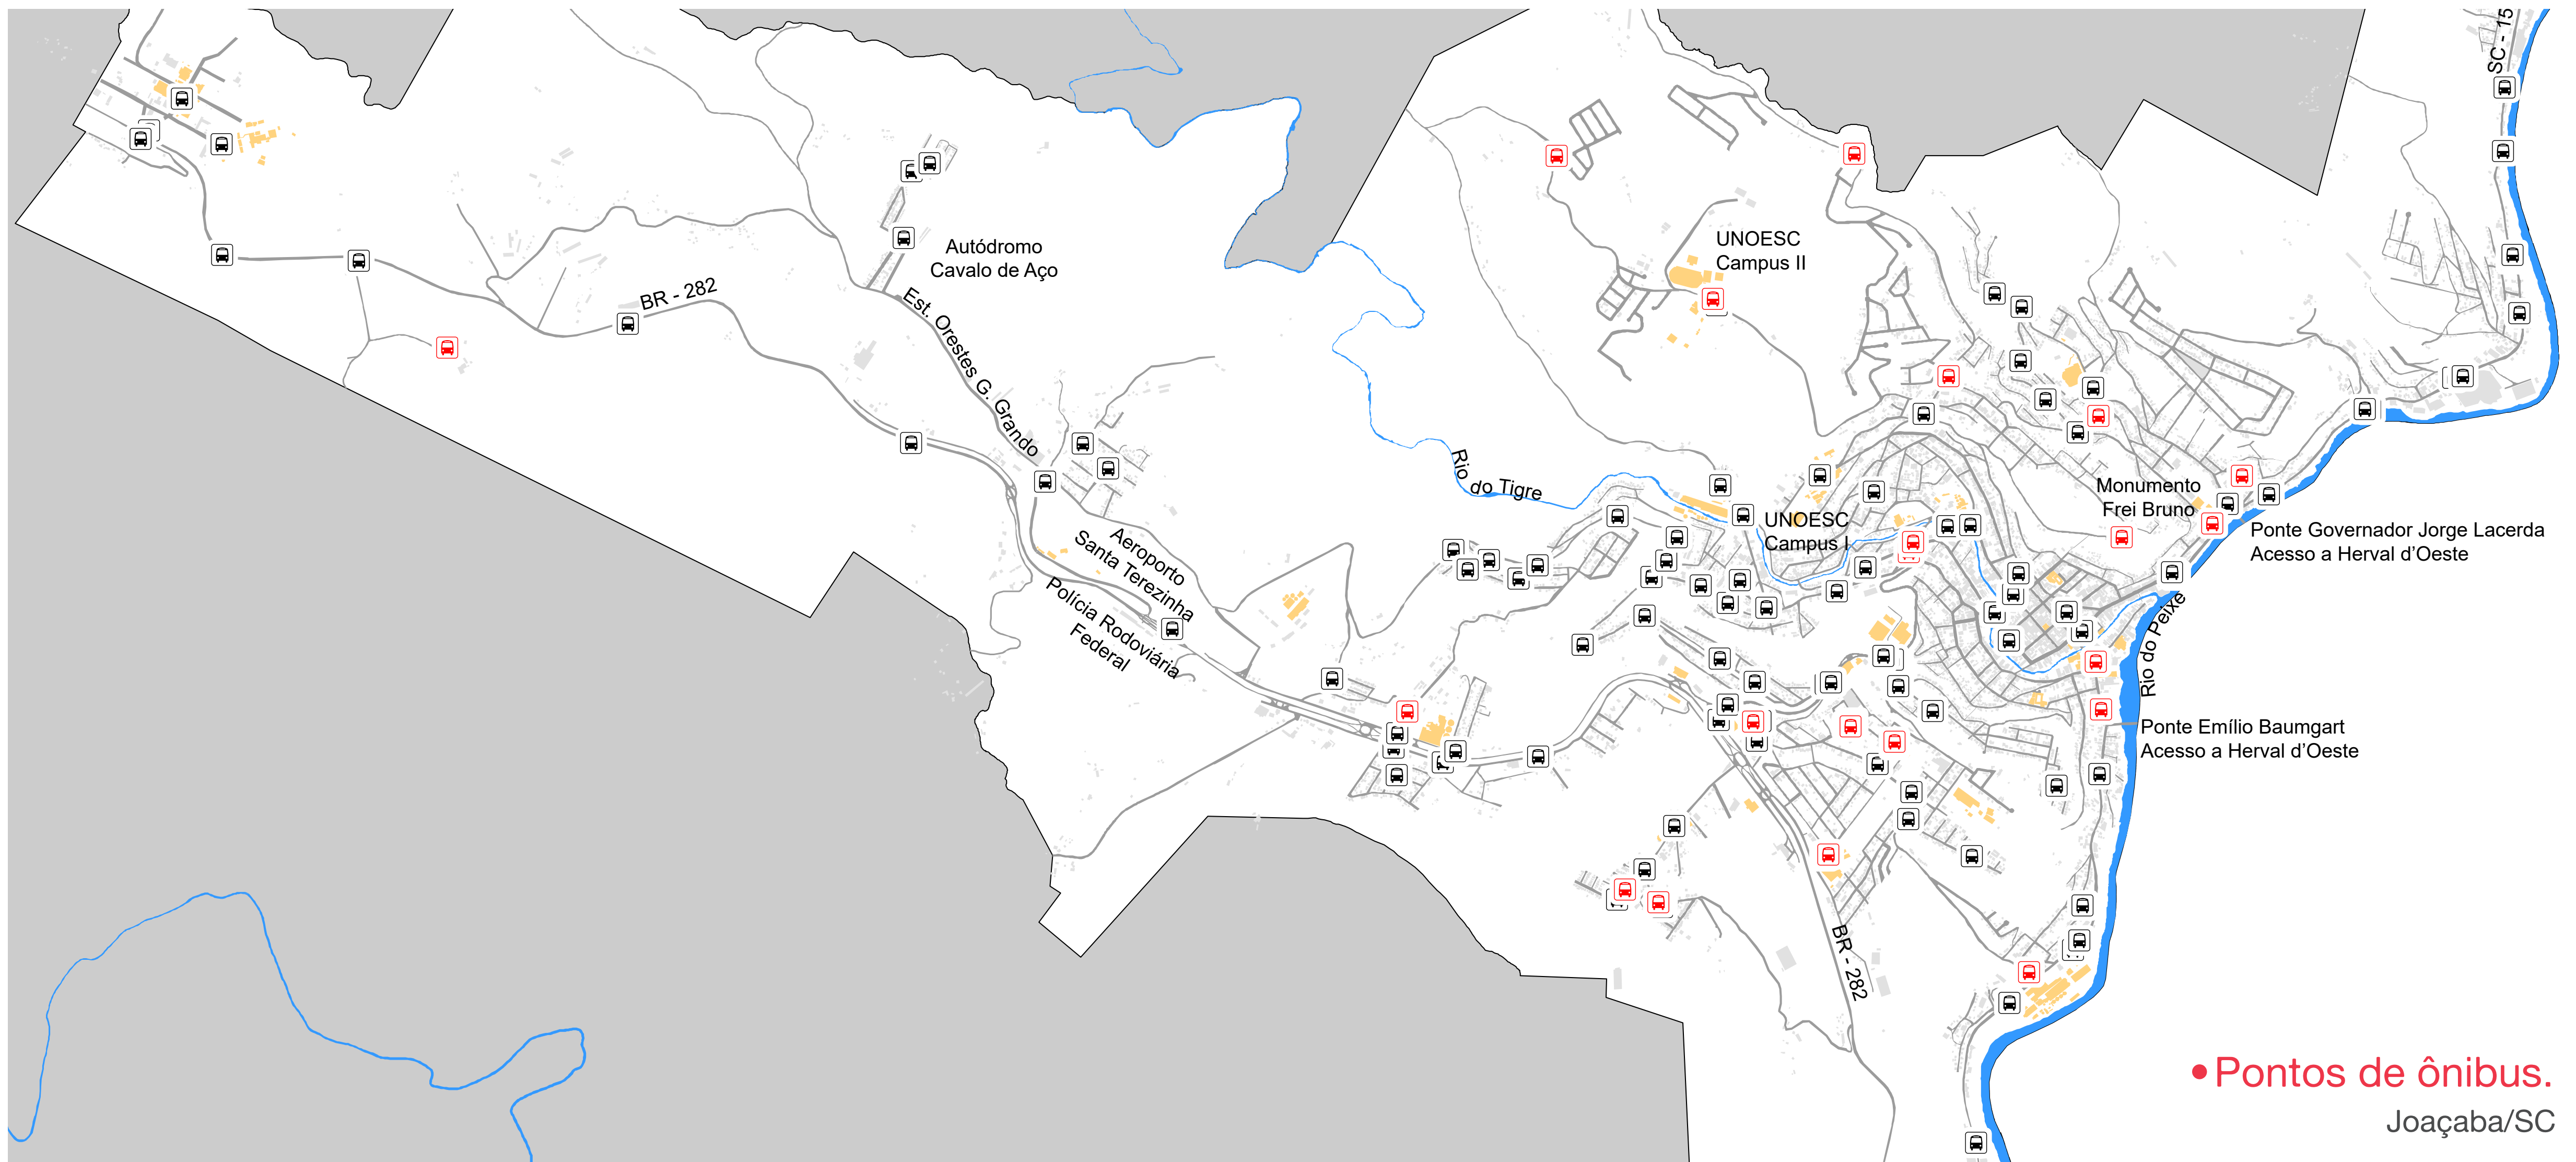 SC - 15
Autódromo
Cavalo de Aço
UNOESC
Campus II
BR - 282
Est. Orestes G. Grando
Rio do Tigre
Monumento
Frei Bruno
UNOESC
Campus I
Ponte Governador Jorge Lacerda
Acesso a Herval d'Oeste
Aeroporto
Santa Terezinha
Polícia Rodoviária
Federal
Rio do Peixe
Ponte Emílio Baumgart
Acesso a Herval d'Oeste
BR - 282
•Pontos de ônibus.
Joaçaba/SC